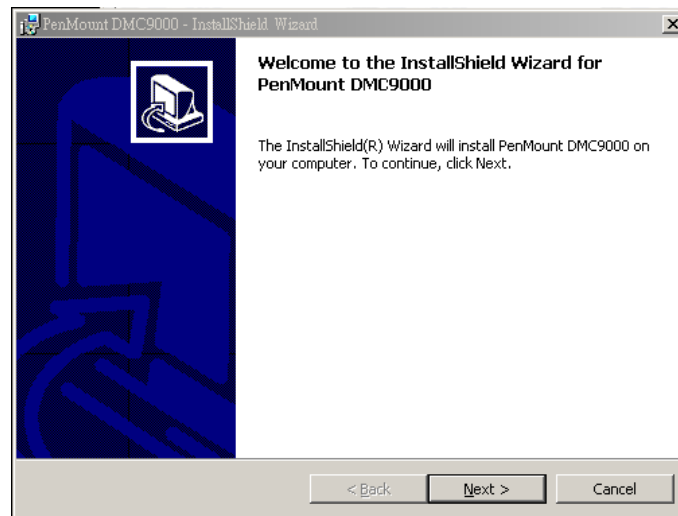 PenMount DMC9000 - InstallShield Wizard
Welcome to the InstallShield Wizard for
PenMount DMC9000
The InstallShield(R) Wizard will install PenMount DMC9000 on
your computer. To continue, click Next.
< Back
Next >
Cancel